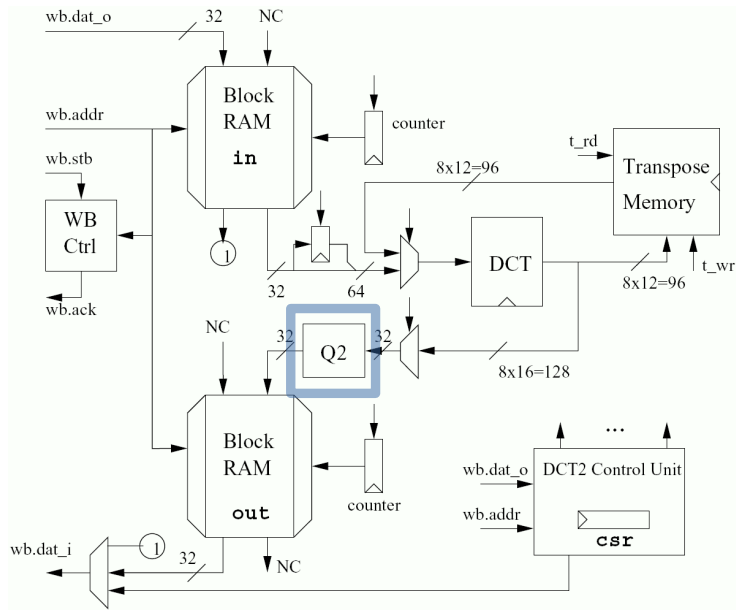 wb.dat_o
32
NC
Block
RAM
in
counter
wb.addr
wb.stb
WB
Ctrl
wb.ack
1
32
64
8x12=96
t_rd
Transpose
Memory
DCT
8x12=96
t_wr
NC
32
Q2
32
8x16=128
Block
RAM
out
counter
...
DCT2 Control Unit
wb.dat_o
wb.addr
csr
wb.dat_i
1
32
NC